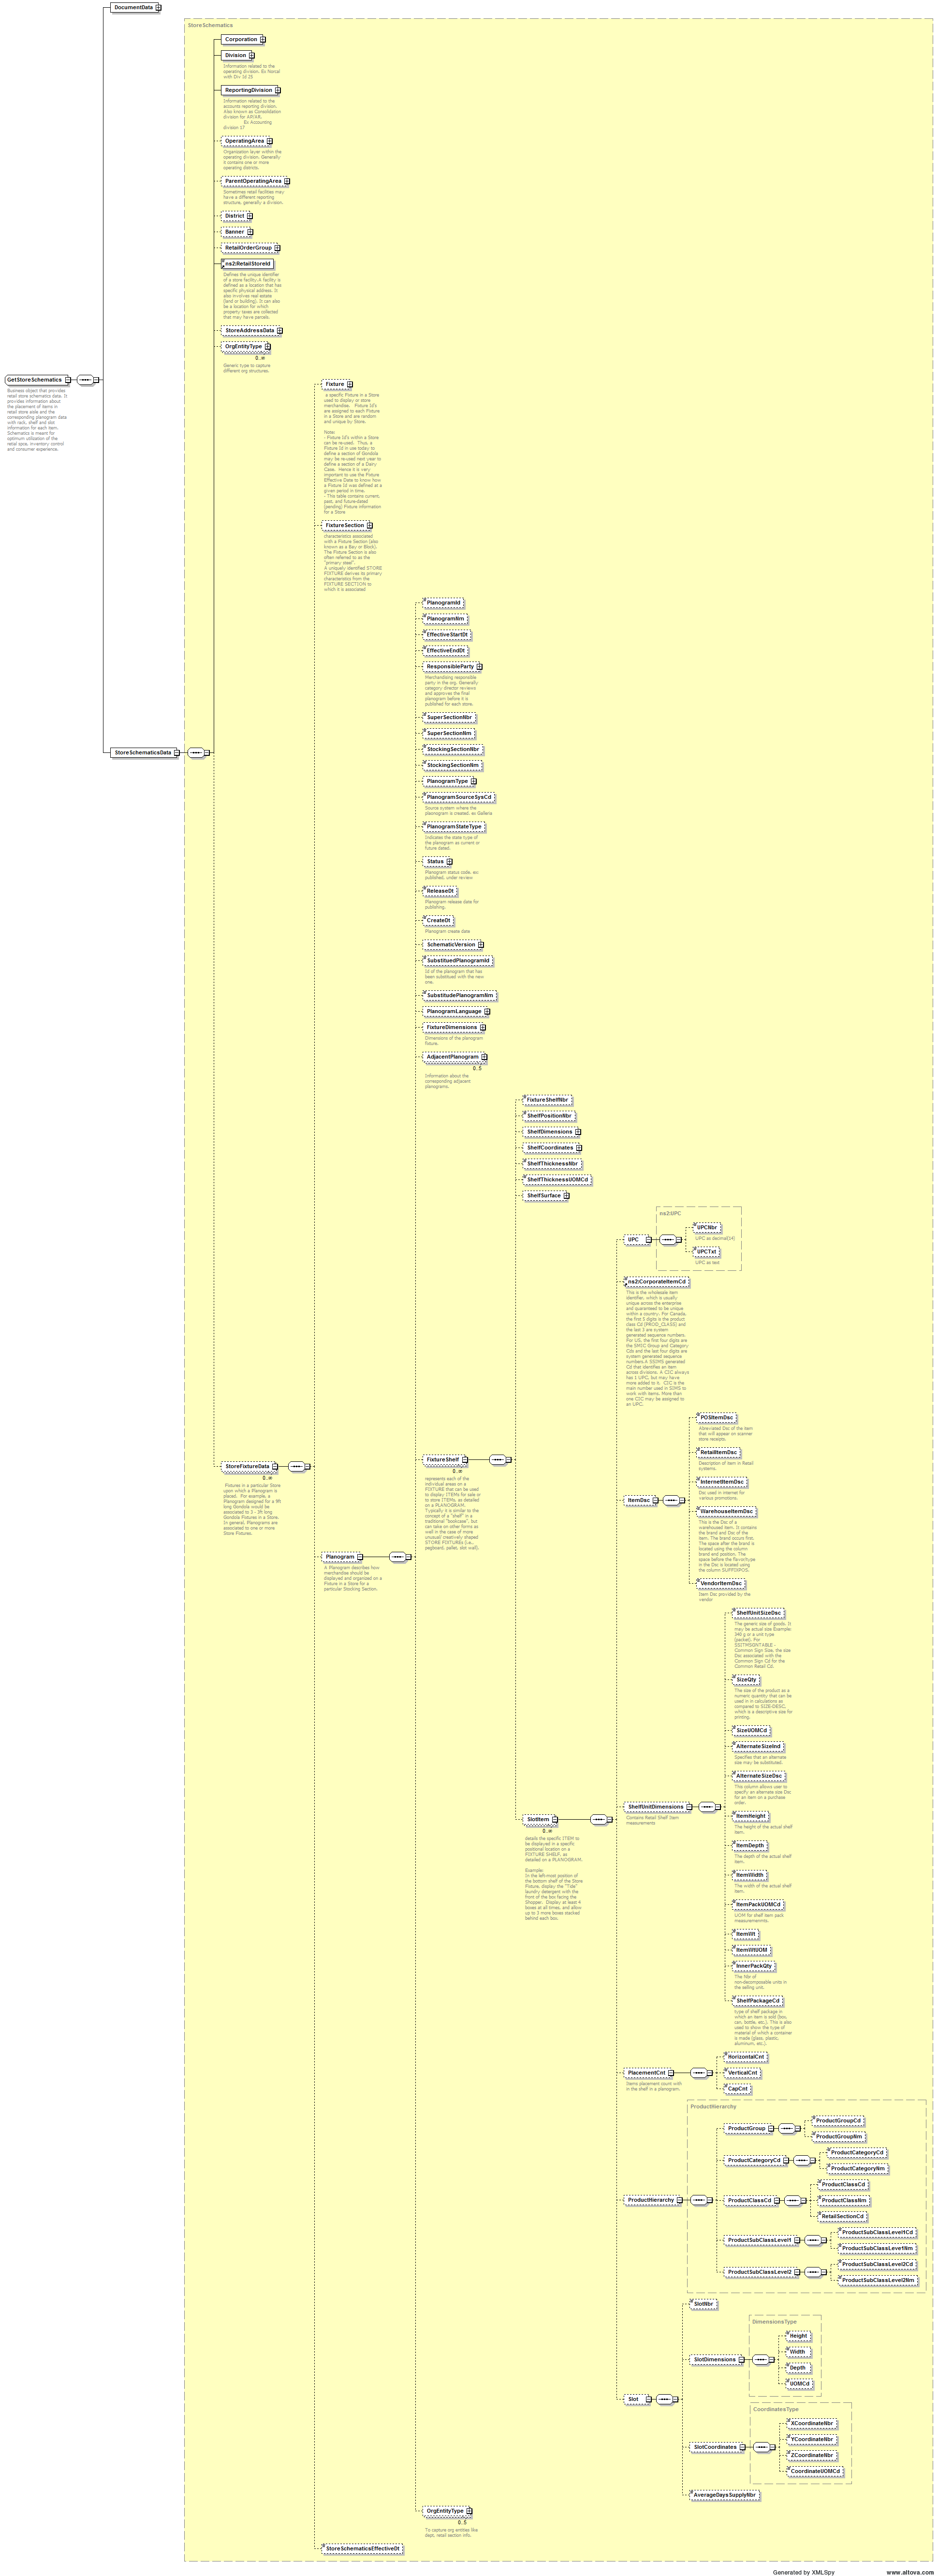 DocumentData
StoreSchematics
Corporation
Division
Information related to the
operating division. Ex Norcal
with Div 16 25
ReportingDivision
Information related to the
accounts reporting division.
Also known as Consolidation
division for AP/AR.
Ex Accounting
division 17
OperatingArea
Organization layer within the
operating division. Generally
it contains one or more
operating districts.
ParentOperatingArea
Sometimes retail facilities may
have a different reporting
structure, generally a division.
District
Banner
RetailOrderGroup
ns2:RetailStoreId
Defines the unique identifier
of a store facility.A facility is
defined as a location that has
specific physical address. It
also involves real estate
(land or building). It can also
be a location for which
property taxes are collected
that may have parcels.
StoreAddressData
OrgEntityType
0..∞
Generic type to capture
different org structures.
GetStoreSchematics
Business object that provides
retail store schematics data. It
provides information about
the placement of items in
retail store aisle and the
corresponding planogram data
with rack, shelf and slot
information for each item.
Schematics is meant for
optimum utilization of the
retail spce, inventory control
and consumer experience.
Fixture
a specific Fixture in a Store
used to display or store
merchandise. Fixture Id's
are assigned to each Fixture
in a Store and are random
and unique by Store.
Note:
- Fixture Id's within a Store
can be re-used. Thus, a
Fixture Id in use today to
define a section of Gondola
may be re-used next year to
define a section of a Dairy
Case. Hence it is very
important to use the Fixture
Effective Date to know how
a Fixture Id was defined at a
given period in time.
- This table contains current,
past, and future-dated
(pending) Fixture information
for a Store
FixtureSection
characteristics associated
with a Fixture Section (also
known as a Bay or Block).
The Fixture Section is also
often referred to as the
"primary steel".
A uniquely identified STORE
FIXTURE derives its primary
characteristics from the
FIXTURE SECTION to
which it is associated
PlanogramId
PlanogramNm
EffectiveStartDt
EffectiveEndDt
ResponsibleParty
Merchandising responsible
party in the org. Generally
category director reviews
and approves the final
planogram before it is
published for each store.
SuperSectionNbr
SuperSectionNm
StockingSectionNbr
StockingSectionNm
StoreSchematicsData
PlanogramType
PlanogramSourceSysCd
Source system where the
planogram is created. ex Galleria
PlanogramStateType
Indicates the state type of
the planogram as current or
future dated.
Status
Planogram status code. ex:
published, under review
ReleaseDt
Planogram release date for
publishing.
CreateDt
Planogram create date
SchematicVersion
SubstituedPlanogramId
Id of the planogram that has
been substitued with the new
one.
SubstitudePlanogramNm
PlanogramLanguage
FixtureDimensions
Dimensions of the planogram
fixture.
AdjacentPlanogram
0..5
Information about the
corresponding adjacent
planograms.
FixtureShelfNbr
ShelfPositionNbr
ShelfDimensions
ShelfCoordinates
ShelfThicknessNbr
ShelfThicknessUOMCd
ShelfSurface
ns2:UPC
UPCNbr
UPC as decimal[14]
UPC
UPCTxt
UPC as text
ns2:CorporateItemCd
This is the wholesale item
identifier, which is usually
unique across the enterprise
and guaranteed to be unique
within a country. For Canada,
the first 5 digits is the product
class Cd (PROD_CLASS) and
the last 3 are system
generated sequence numbers.
For US, the first four digits are
the SMIC Group and Category
Cds and the last four digits are
system generated sequence
numbers.A SSIMS generated
Cd that identifies an item
across divisions. A CIC always
has 1 UPC, but may have
more added to it. CIC is the
main number used in SIMS to
work with items. More than
one CIC may be assigned to
an UPC.
POSItemDsc
Abbreviated Dsc of the item
that will appear on scanner
store receipts.
RetailItemDsc
Description of item in Retail
systems.
InternetItemDsc
Dsc used in internet for
various promotions.
ItemDsc
WarehouseItemDsc
This is the Dsc of a
warehoused item. It contains
the brand and Dsc of the
item. The brand occurs first.
The space after the brand is
located using the column
brand end position. The
space before the flavor/type
in the Dsc is located using
the column SUFFIXPOS.
VendorItemDsc
Item Dsc provided by the
vendor
FixtureShelf
0..∞
represents each of the
individual areas on a
FIXTURE that can be used
to display ITEMs for sale or
to store ITEMs, as detailed
on a PLANOGRAM.
Typically it is similar to the
concept of a "shelf" in a
traditional "bookcase", but
can take on other forms as
well in the case of more
unusual/creatively shaped
STORE FIXTUREs (i.e.,
pegboard, pallet, slot wall).
StoreFixtureData
0..∞
Fixtures in a particular Store
upon which a Planogram is
placed. For example, a
Planogram designed for a 9ft
long Gondola would be
associated to 3 - 3ft long
Gondola Fixtures in a Store.
In general, Planograms are
associated to one or more
Store Fixtures.
Planogram
A Planogram describes how
merchandise should be
displayed and organized on a
Fixture in a Store for a
particular Stocking Section.
ShelfUnitSizeDsc
The generic size of goods. It
may be actual size Example:
340 g or a unit type
(packet). For
SSITMSIGNTABLE -
Common Sign Size, the size
Dsc associated with the
Common Sign Cd for the
Common Retail Cd.
SizeQty
The size of the product as a
numeric quantity that can be
used in in calculations as
compared to SIZE-DESC,
which is a descriptive size for
printing.
SizeUOMCd
AlternateSizeInd
Specifies that an alternate
size may be substituted.
AlternateSizeDsc
This column allows user to
specify an alternate size Dsc
for an item on a purchase
order.
ShelfUnitDimensions
Contains Retail Shelf Item
measurements
ItemHeight
The height of the actual shelf
item.
ItemDepth
The depth of the actual shelf
item.
ItemWidth
The width of the actual shelf
item.
ItemPackUOMCd
UOM for shelf item pack
measurememnts.
ItemWt
ItemWtUOM
InnerPackQty
The Nbr of
non-decomposable units in
the selling unit.
ShelfPackageCd
type of shelf package in
which an item is sold (box,
can, bottle, etc.). This is also
used to show the type of
material of which a container
is made (glass, plastic,
aluminum, etc.).
SlotItem
0..∞
details the specific ITEM to
be displayed in a specific
positional location on a
FIXTURE SHELF, as
detailed on a PLANOGRAM.
Example:
In the left-most position of
the bottom shelf of the Store
Fixture, display the "Tide"
laundry detergent with the
front of the box facing the
Shopper. Display at least 4
boxes at all times, and allow
up to 3 more boxes stacked
behind each box.
PlacementCnt
Items placement count with
in the shelf in a planogram.
HorizontalCnt
VerticalCnt
CapCnt
ProductHierarchy
ProductGroup
ProductGroupCd
ProductGroupNm
ProductCategoryCd
ProductCategoryCd
ProductCategoryNm
ProductHierarchy
ProductClassCd
ProductClassCd
ProductClassNm
RetailSectionCd
ProductSubClassLevel1
ProductSubClassLevel1Cd
ProductSubClassLevel1Nm
ProductSubClassLevel2
ProductSubClassLevel2Cd
ProductSubClassLevel2Nm
SlotNbr
DimensionsType
SlotDimensions
Height
Width
Depth
UOMCd
Slot
CoordinatesType
SlotCoordinates
XCoordinateNbr
YCoordinateNbr
ZCoordinateNbr
CoordinateUOMCd
AverageDaysSupplyNbr
OrgEntityType
0..5
To capture org entities like
dept, retail section info.
StoreSchematicsEffectiveDt
Generated by XMLSpy
www.altova.com